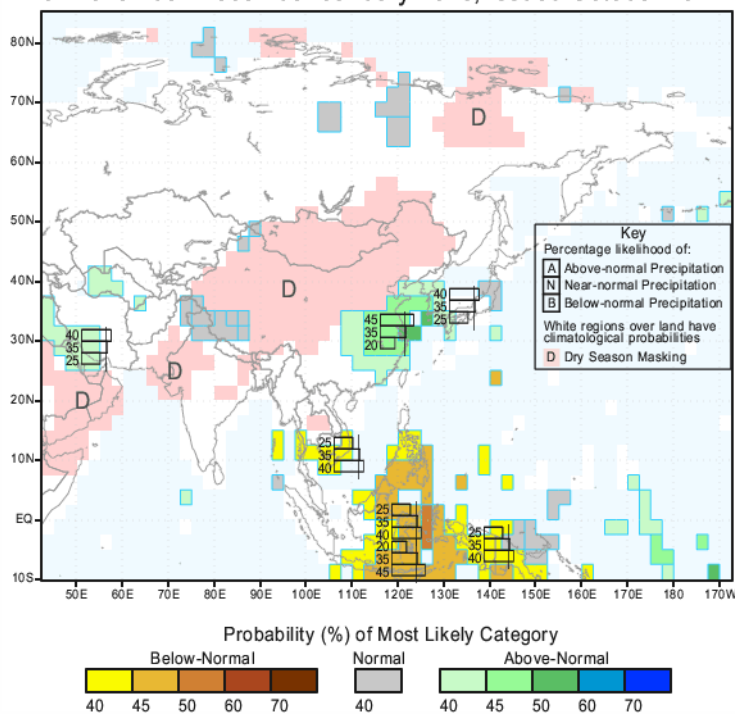 80N
70N
60N
50N
40N
30N
20N
10N
EQ
10S
50E
60E
70E
80E
90E
100E
110E
120E
130E
140E
150E
160E
170E
180
170W
D
D
D
D
40
35
25
45
35
20
40
35
25
25
35
40
25
35
40
20
35
45
25
35
40
Key
Percentage likelihood of:
A Above-normal Precipitation
N Near-normal Precipitation
B Below-normal Precipitation
White regions over land have
climatological probabilities
D Dry Season Masking
Probability (%) of Most Likely Category
Below-Normal Normal Above-Normal
40 45 50 60 70 40 40 45 50 60 70